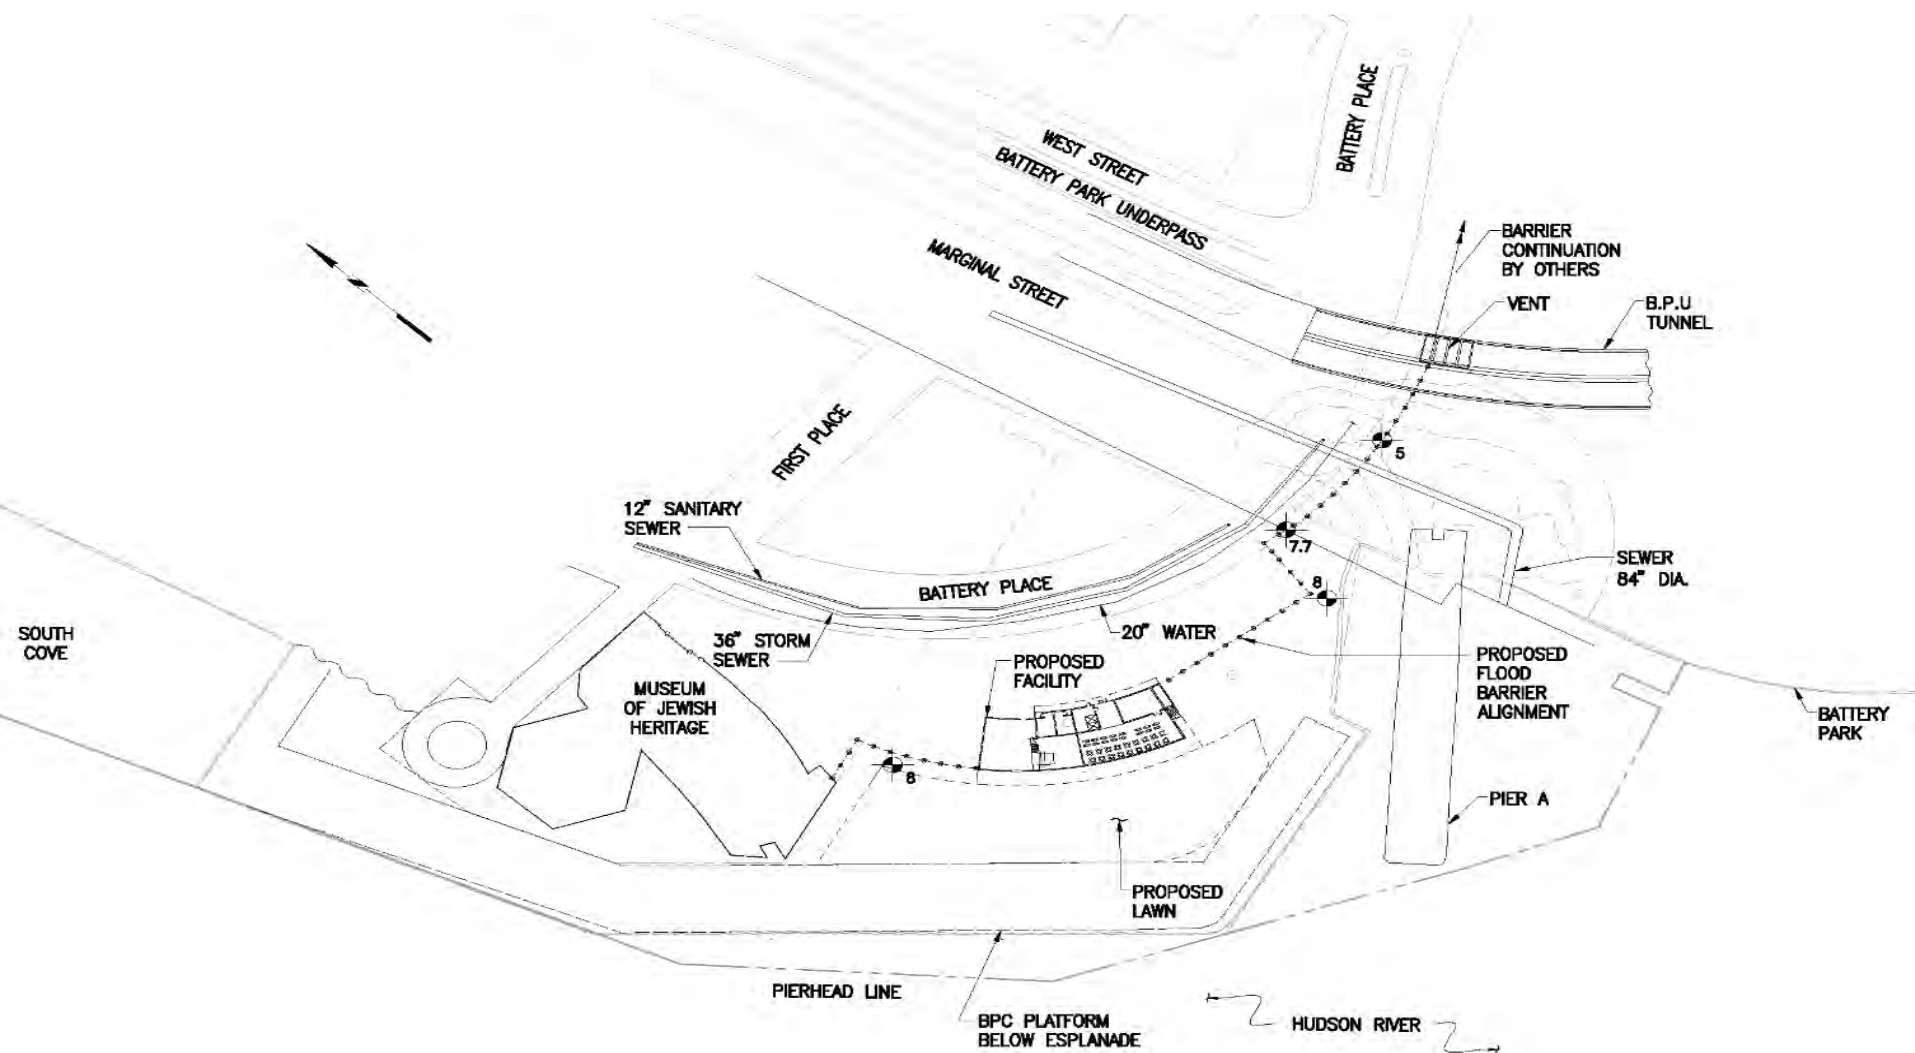 BATTERY PLACE
WEST STREET
BATTERY PARK UNDERPASS
MARGINAL STREET
BARRIER
CONTINUATION
BY OTHERS
VENT
B.P.U
TUNNEL
FIRST PLACE
5
12" SANITARY
SEWER
7.7
SEWER
84" DIA.
BATTERY PLACE
8
SOUTH
COVE
36" STORM
SEWER
20" WATER
PROPOSED
FACILITY
PROPOSED
FLOOD
BARRIER
ALIGNMENT
MUSEUM
OF JEWISH
HERITAGE
BATTERY
PARK
8
PIER A
PROPOSED
LAWN
PIERHEAD LINE
BPC PLATFORM
BELOW ESPLANADE
HUDSON RIVER